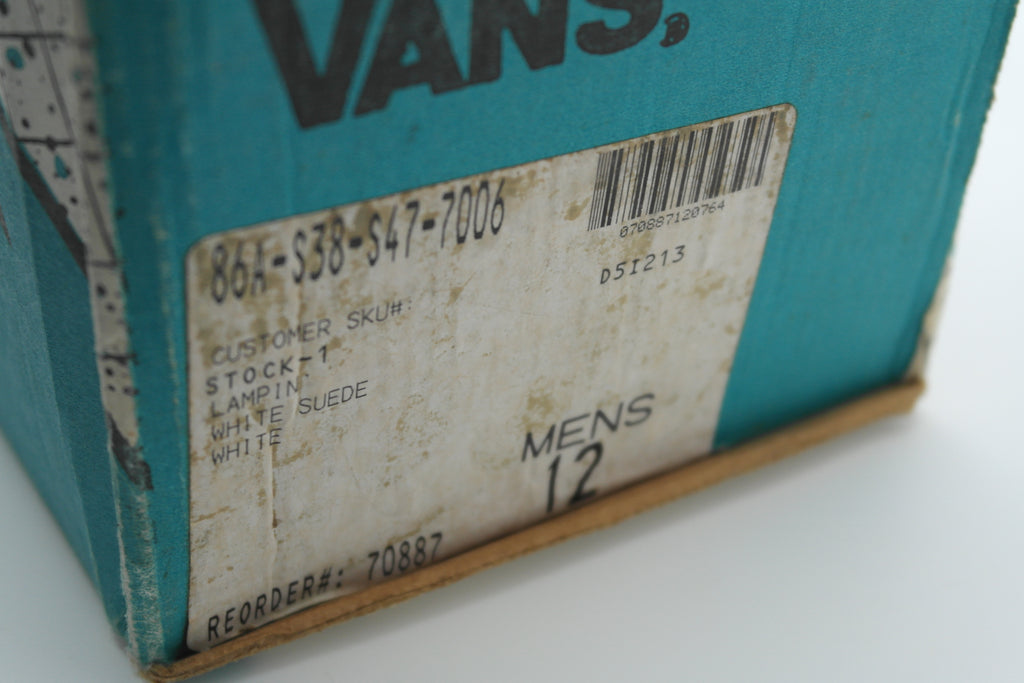 VANS,
86A-S38-S47-7006
070887120764
D5I213
CUSTOMER SKU#:
STOCK-1
LAMPIN
WHITE SUEDE
WHITE
MENS
12
REORDER#: 70887